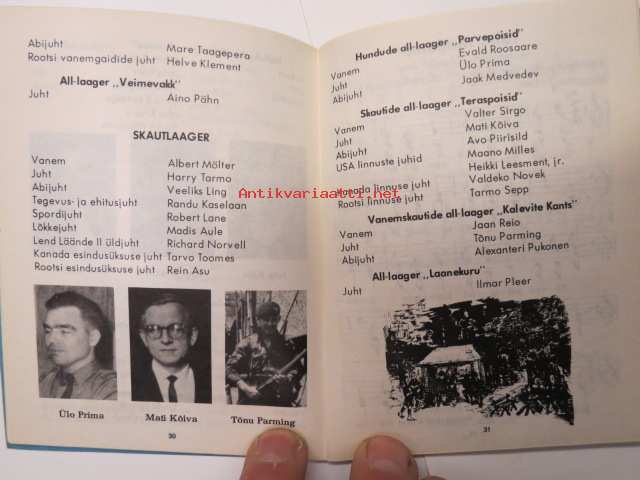 Abijuht Mare Taagepera
Rootsi vanemgaidide juht Helve Klement
All-laager „Veimevakk"
Juht Aino Pähn
SKAUTLAAGER
Vanem Albert Mölter
Juht Harry Tarmo
Abijuht Veeliks Ling
Tegevus- ja ehitusjuht Randu Kaselaan
Spordijuht Robert Lane
Lõkkejuht Madis Aule
Lend Läände II üldjuht Richard Norvell
Kanada esindusüksuse juht Tarvo Toomes
Rootsi esindusüksuse juht Rein Asu
Ülo Prima Mati Kõiva Tõnu Parming
30
Hundude all-laager „Parvepoisid"
Vanem Evald Roosaare
Juht Ülo Prima
Abijuht Jaak Medvedev
Skautide all-laager „Teraspoisid"
Vanem Valter Sirgo
Juht Mati Kõiva
Abijuht Avo Piirisild
USA linnuste juhid Maano Milles
Heikki Leesment, jr.
Kanada linnuse juht Valdeko Novek
Rootsi linnuse juht Tarmo Sepp
Vanemskautide all-laager „Kalevite Kants"
Vanem Jaan Reio
Juht Tõnu Parming
Abijuht Alexanteri Pukonen
All-laager „Laanekuru"
Juht Ilmar Pleer
31
Antikvariaatti.net